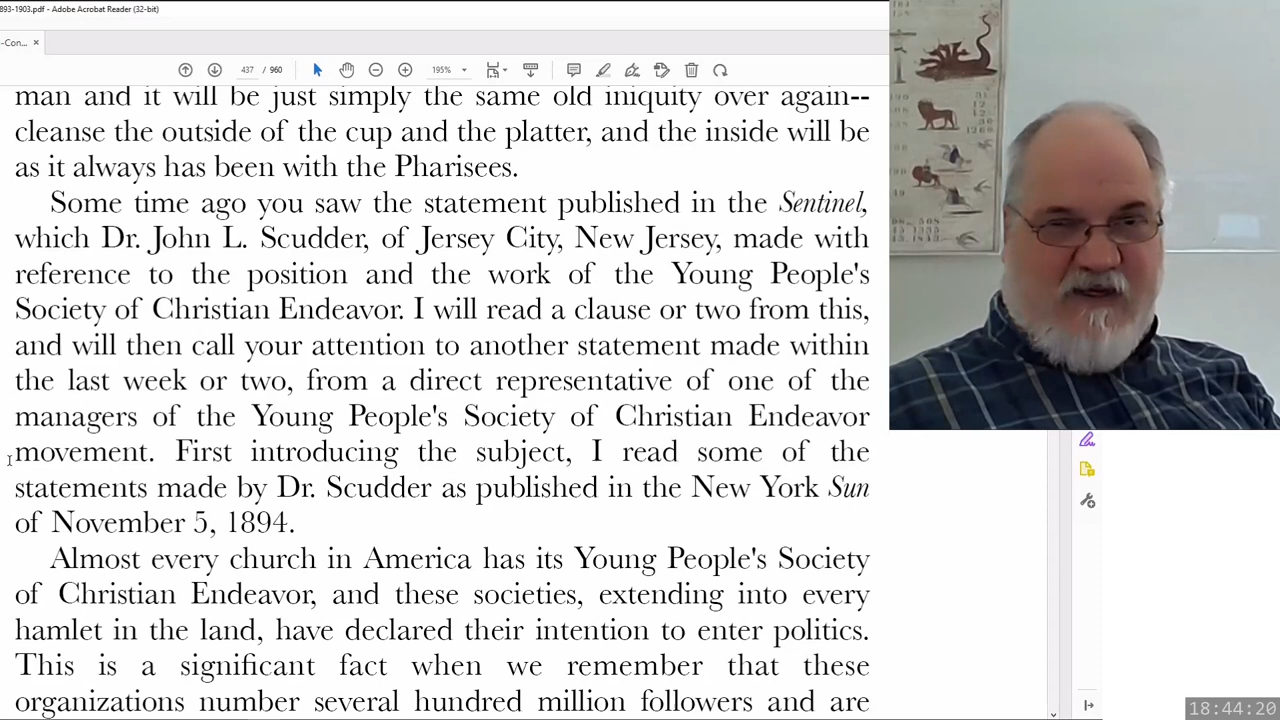 893-1903.pdf - Adobe Acrobat Reader (32-bit)
-Con... ×
437 / 960 195%
man and it will be just simply the same old iniquity over again--
cleanse the outside of the cup and the platter, and the inside will be
as it always has been with the Pharisees.
Some time ago you saw the statement published in the Sentinel,
which Dr. John L. Scudder, of Jersey City, New Jersey, made with
reference to the position and the work of the Young People's
Society of Christian Endeavor. I will read a clause or two from this,
and will then call your attention to another statement made within
the last week or two, from a direct representative of one of the
managers of the Young People's Society of Christian Endeavor
movement. First introducing the subject, I read some of the
statements made by Dr. Scudder as published in the New York Sun
of November 5, 1894.
Almost every church in America has its Young People's Society
of Christian Endeavor, and these societies, extending into every
hamlet in the land, have declared their intention to enter politics.
This is a significant fact when we remember that these
organizations number several hundred million followers and are
18:44:20